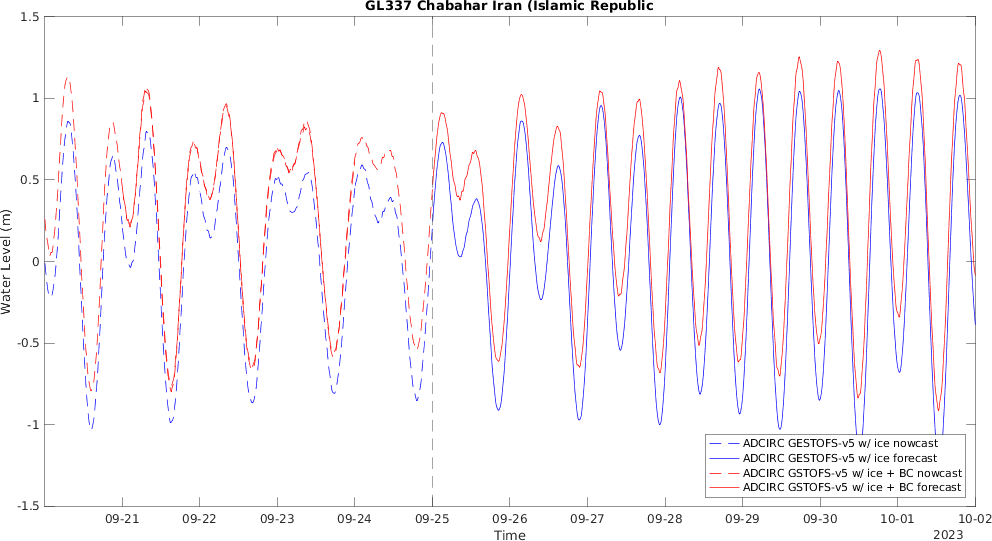 GL337 Chabahar Iran (Islamic Republic
Water Level (m)
1.5
1
0.5
0
-0.5
-1
-1.5
09-21
09-22
09-23
09-24
09-25
09-26
09-27
09-28
09-29
09-30
10-01
10-02
2023
Time
ADCIRC GESTOFS-v5 w/ ice nowcast
ADCIRC GESTOFS-v5 w/ ice forecast
ADCIRC GSTOFS-v5 w/ ice + BC nowcast
ADCIRC GSTOFS-v5 w/ ice + BC forecast